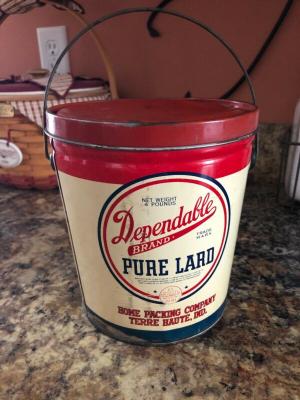 NET WEIGHT
4 POUNDS
Dependable
BRAND
TRADE
MARK
PURE LARD
HOME PACKING COMPANY
TERRE HAUTE, IND.